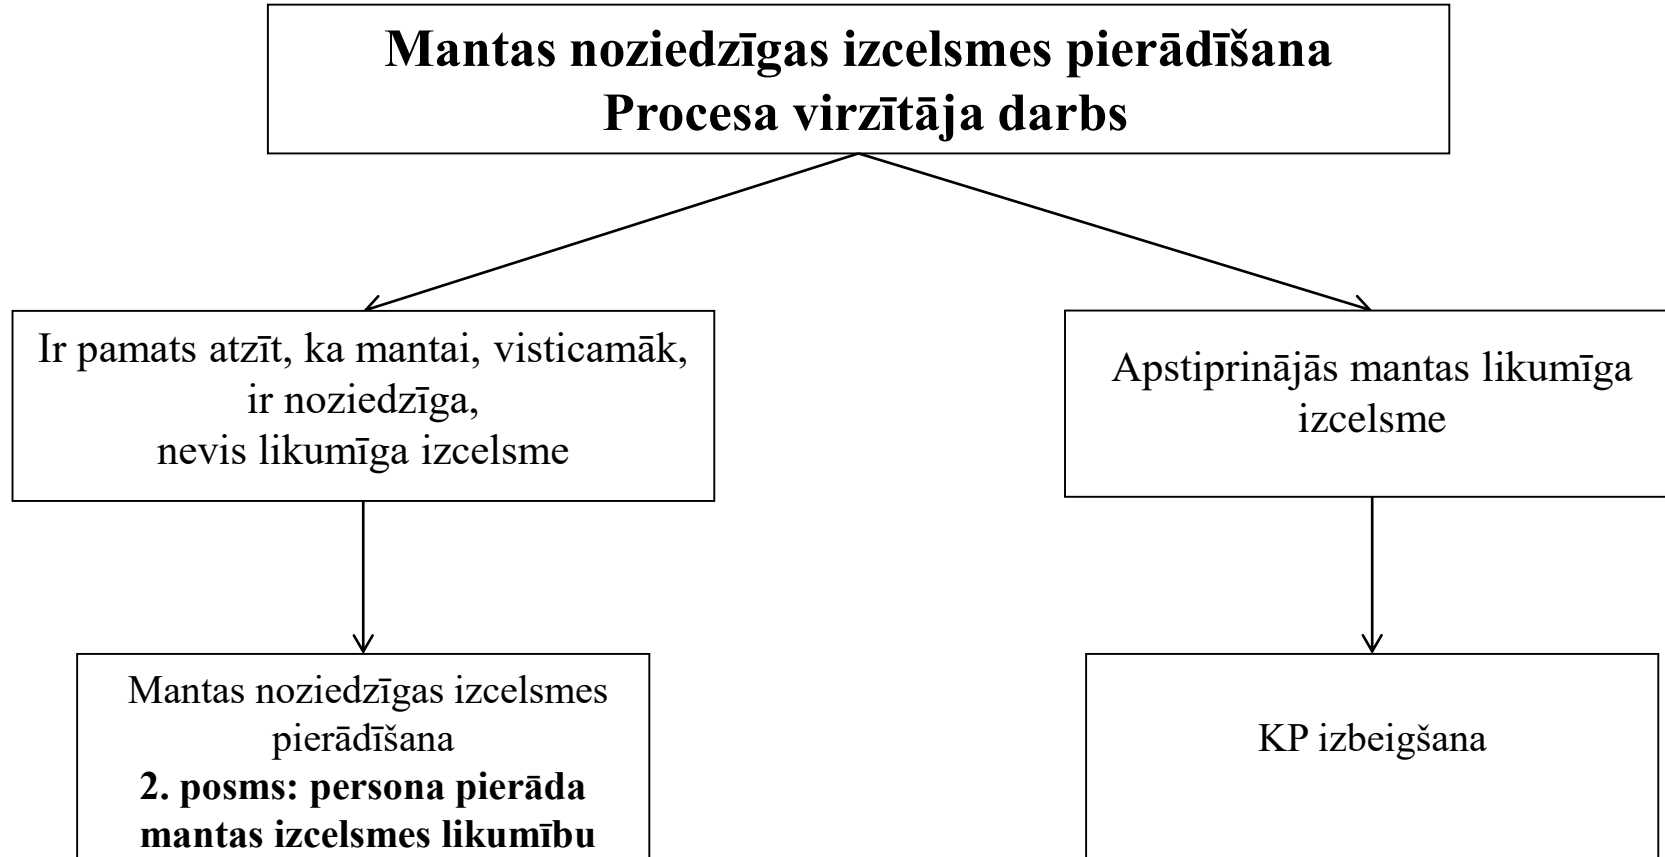 Mantas noziedzīgas izcelsmes pierādīšana
Procesa virzītāja darbs
Ir pamats atzīt, ka mantai, visticamāk,
ir noziedzīga,
nevis likumīga izcelsme
Apstiprinājās mantas likumīga
izcelsme
Mantas noziedzīgas izcelsmes
pierādīšana
2. posms: persona pierāda
mantas izcelsmes likumību
KP izbeigšana